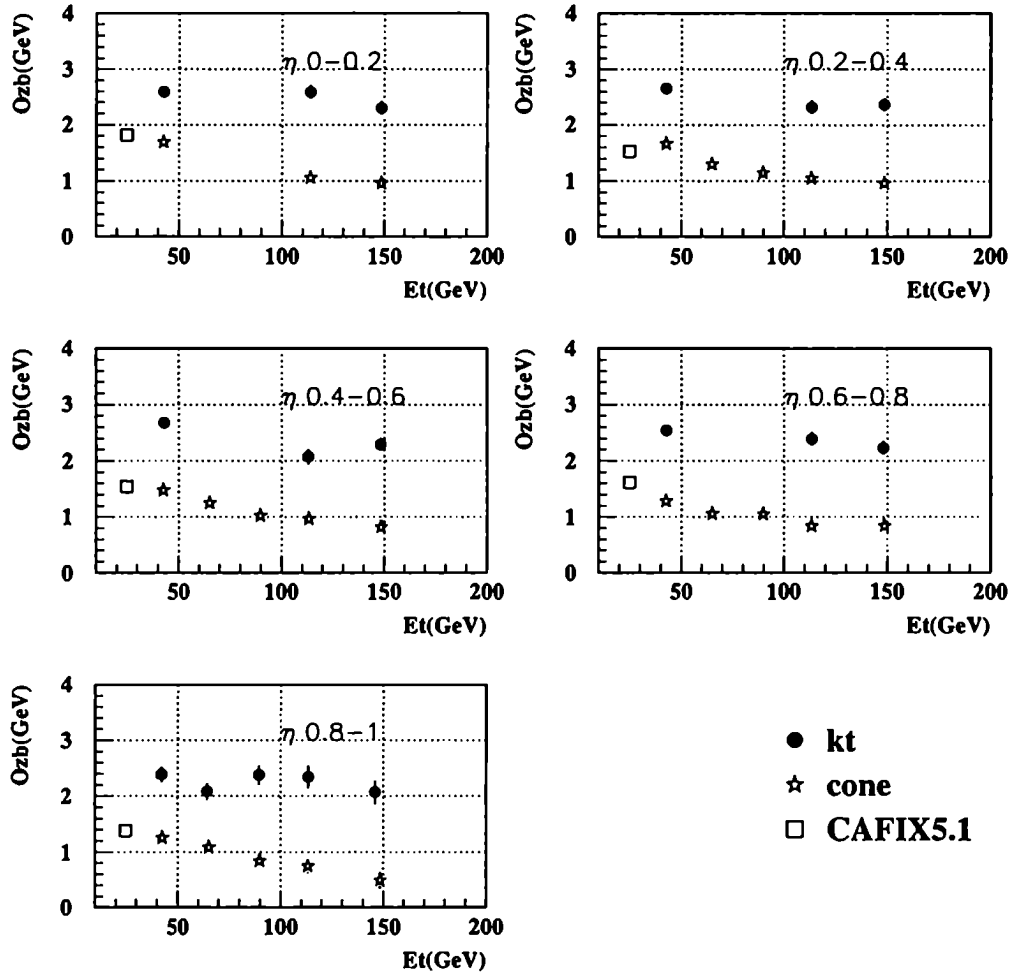 Ozb(GeV)
4
3
2
1
0
η 0-0.2
50 100 150 200
Et(GeV)
Ozb(GeV)
4
3
2
1
0
η 0.2-0.4
50 100 150 200
Et(GeV)
Ozb(GeV)
4
3
2
1
0
η 0.4-0.6
50 100 150 200
Et(GeV)
Ozb(GeV)
4
3
2
1
0
η 0.6-0.8
50 100 150 200
Et(GeV)
Ozb(GeV)
4
3
2
1
0
η 0.8-1
50 100 150 200
Et(GeV)
kt
cone
CAFIX5.1